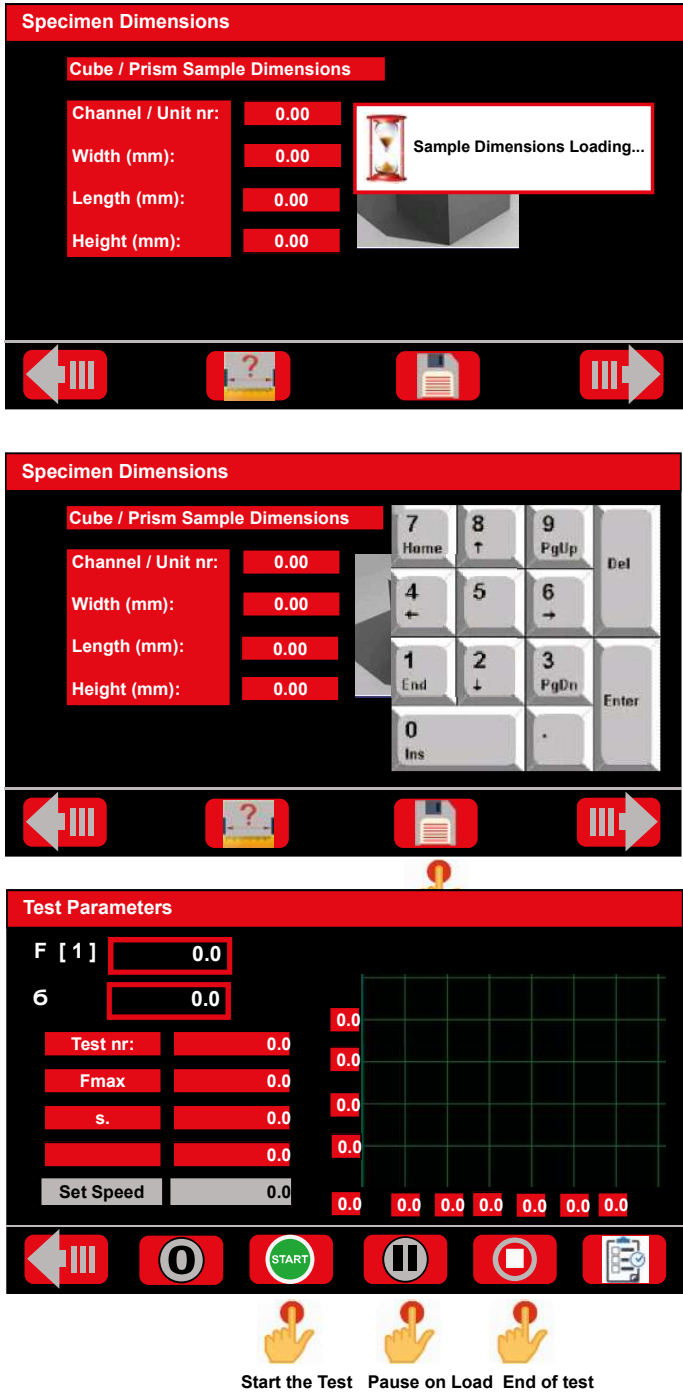 Specimen Dimensions
Cube / Prism Sample Dimensions
Channel / Unit nr: 0.00
Width (mm): 0.00
Length (mm): 0.00
Height (mm): 0.00
Sample Dimensions Loading...
?
Specimen Dimensions
Cube / Prism Sample Dimensions
Channel / Unit nr: 0.00
Width (mm): 0.00
Length (mm): 0.00
Height (mm): 0.00
7 8 9
Home ↑ PgUp Del
4 5 6
← →
1 2 3
End ↓ PgDn Enter
0 .
Ins
?
Test Parameters
F [ 1 ] 0.0
б 0.0
Test nr: 0.0
Fmax 0.0
s. 0.0
0.0
Set Speed 0.0
0.0
0.0
0.0
0.0
0.0 0.0 0.0 0.0 0.0 0.0 0.0
0 START
Start the Test Pause on Load End of test